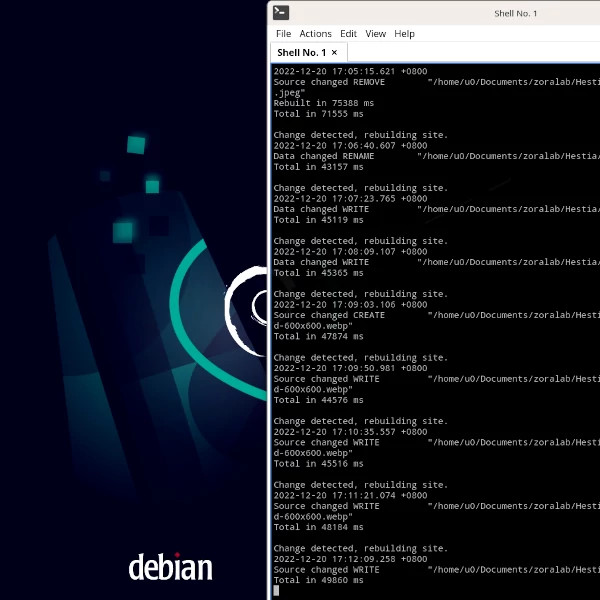 Shell No. 1
File Actions Edit View Help
Shell No. 1 ×
2022-12-20 17:05:15.621 +0800
Source changed REMOVE "/home/u0/Documents/zoralab/Hesti
.jpeg"
Rebuilt in 75388 ms
Total in 71555 ms
Change detected, rebuilding site.
2022-12-20 17:06:40.607 +0800
Data changed RENAME "/home/u0/Documents/zoralab/Hestia/
Total in 43157 ms
Change detected, rebuilding site.
2022-12-20 17:07:23.765 +0800
Data changed WRITE "/home/u0/Documents/zoralab/Hestia/
Total in 45119 ms
Change detected, rebuilding site.
2022-12-20 17:08:09.107 +0800
Data changed WRITE "/home/u0/Documents/zoralab/Hestia/
Total in 45365 ms
Change detected, rebuilding site.
2022-12-20 17:09:03.106 +0800
Source changed CREATE "/home/u0/Documents/zoralab/Hesti
d-600x600.webp"
Total in 47874 ms
Change detected, rebuilding site.
2022-12-20 17:09:50.981 +0800
Source changed WRITE "/home/u0/Documents/zoralab/Hesti
d-600x600.webp"
Total in 44576 ms
Change detected, rebuilding site.
2022-12-20 17:10:35.557 +0800
Source changed WRITE "/home/u0/Documents/zoralab/Hesti
d-600x600.webp"
Total in 45516 ms
Change detected, rebuilding site.
2022-12-20 17:11:21.074 +0800
Source changed WRITE "/home/u0/Documents/zoralab/Hesti
d-600x600.webp"
Total in 48184 ms
Change detected, rebuilding site.
2022-12-20 17:12:09.258 +0800
Source changed WRITE "/home/u0/Documents/zoralab/Hesti
Total in 49860 ms
debian